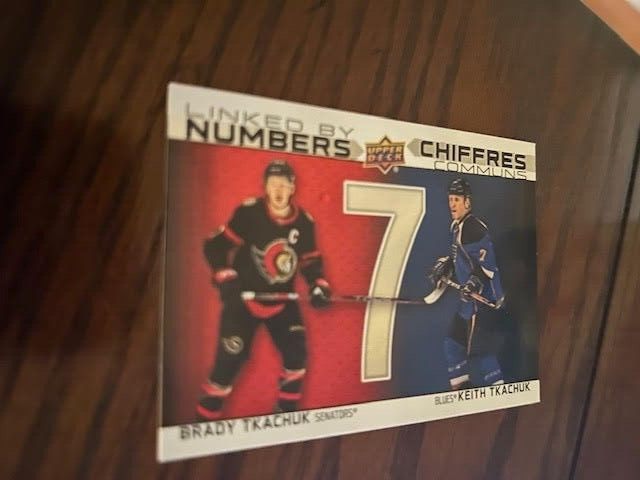 LINKED BY
NUMBERS
UPPER
DECK
CHIFFRES
COMMUNS
C
7
7
BRADY TKACHUK SENATORS®
BLUES® KEITH TKACHUK